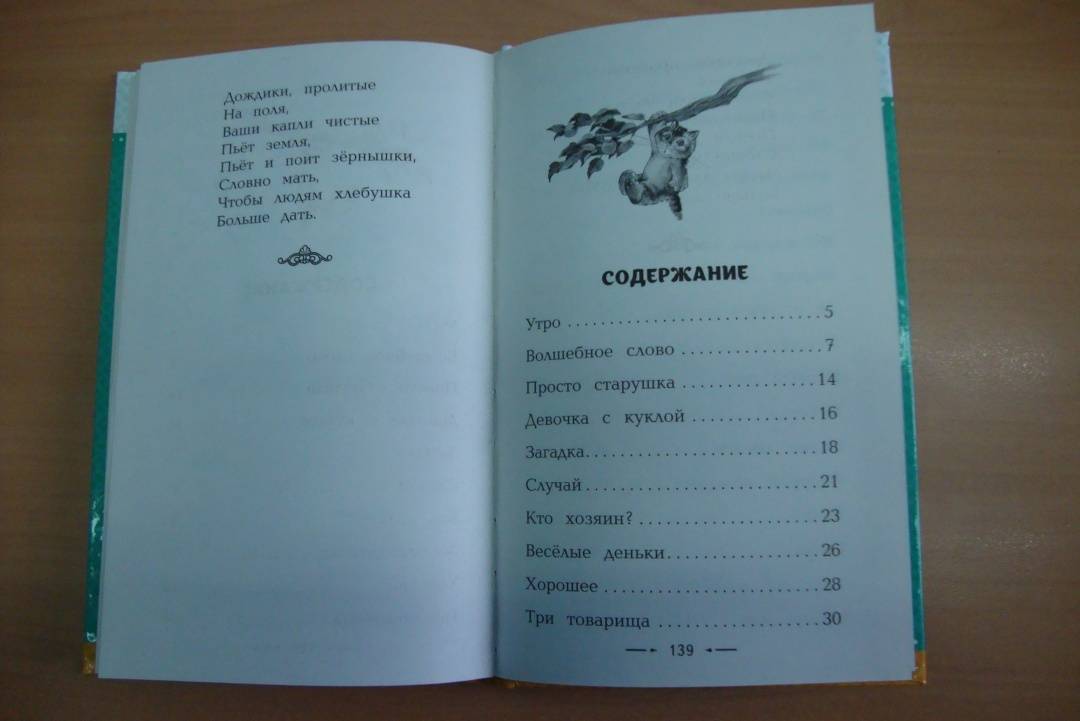 Дождики, пролитые
На поля,
Ваши капли чистые
Пьёт земля,
Пьёт и поит зёрнышки,
Словно мать,
Чтобы людям хлебушка
Больше дать.
СОДЕРЖАНИЕ
Утро . . . . . . . . . . . . . . . . . . . . . . . . . . . . 5
Волшебное слово . . . . . . . . . . . . . . . . 7
Просто старушка . . . . . . . . . . . . . . . 14
Девочка с куклой . . . . . . . . . . . . . . 16
Загадка. . . . . . . . . . . . . . . . . . . . . . . . . 18
Случай . . . . . . . . . . . . . . . . . . . . . . . . . 21
Кто хозяин? . . . . . . . . . . . . . . . . . . . 23
Весёлые деньки. . . . . . . . . . . . . . . . . 26
Хорошее . . . . . . . . . . . . . . . . . . . . . . . 28
Три товарища . . . . . . . . . . . . . . . . . . 30
139